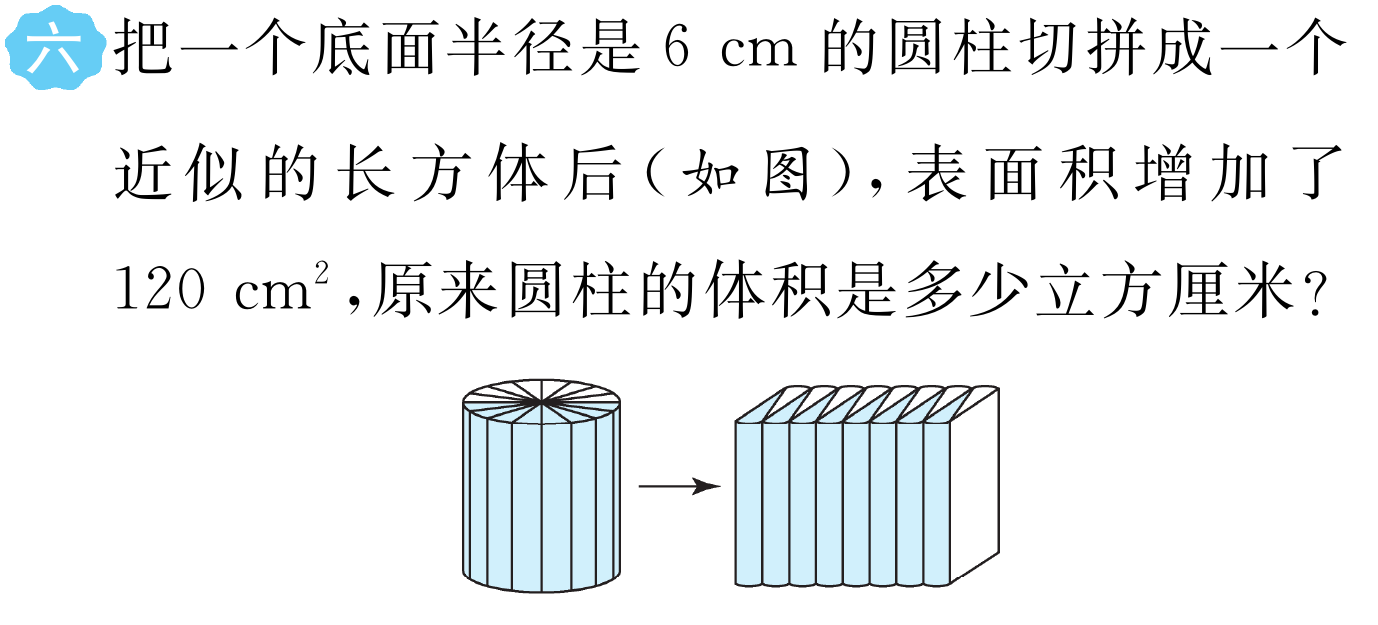 六 把一个底面半径是 6 cm 的圆柱切拼成一个
近似的长方体后(如图),表面积增加了
120 cm²,原来圆柱的体积是多少立方厘米?